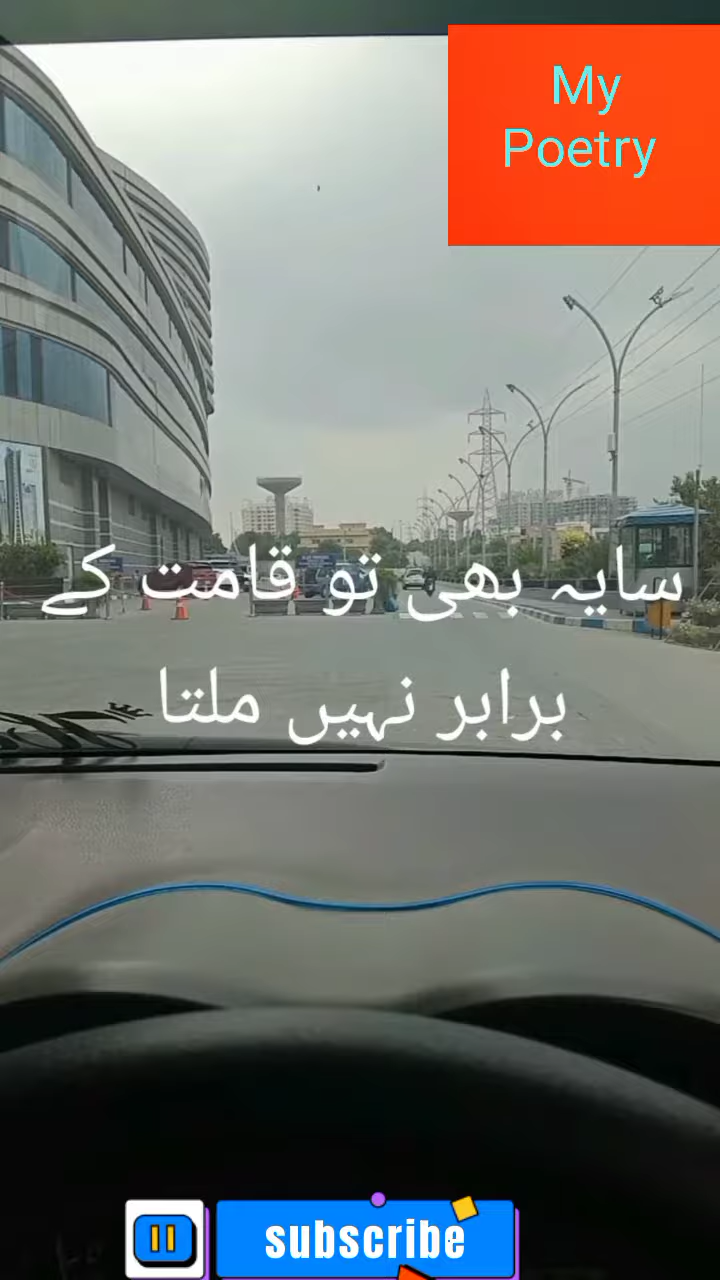 My
Poetry
سایہ بھی تو قامت کے
برابر نہیں ملتا
subscribe